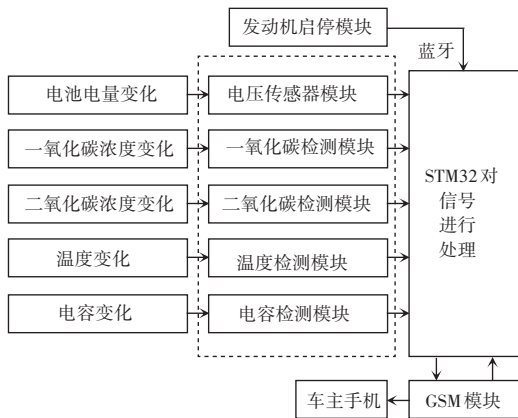 发动机启停模块
蓝牙
电池电量变化
电压传感器模块
一氧化碳浓度变化
一氧化碳检测模块
二氧化碳浓度变化
二氧化碳检测模块
温度变化
温度检测模块
电容变化
电容检测模块
STM32对
信号
进行
处理
车主手机
GSM模块